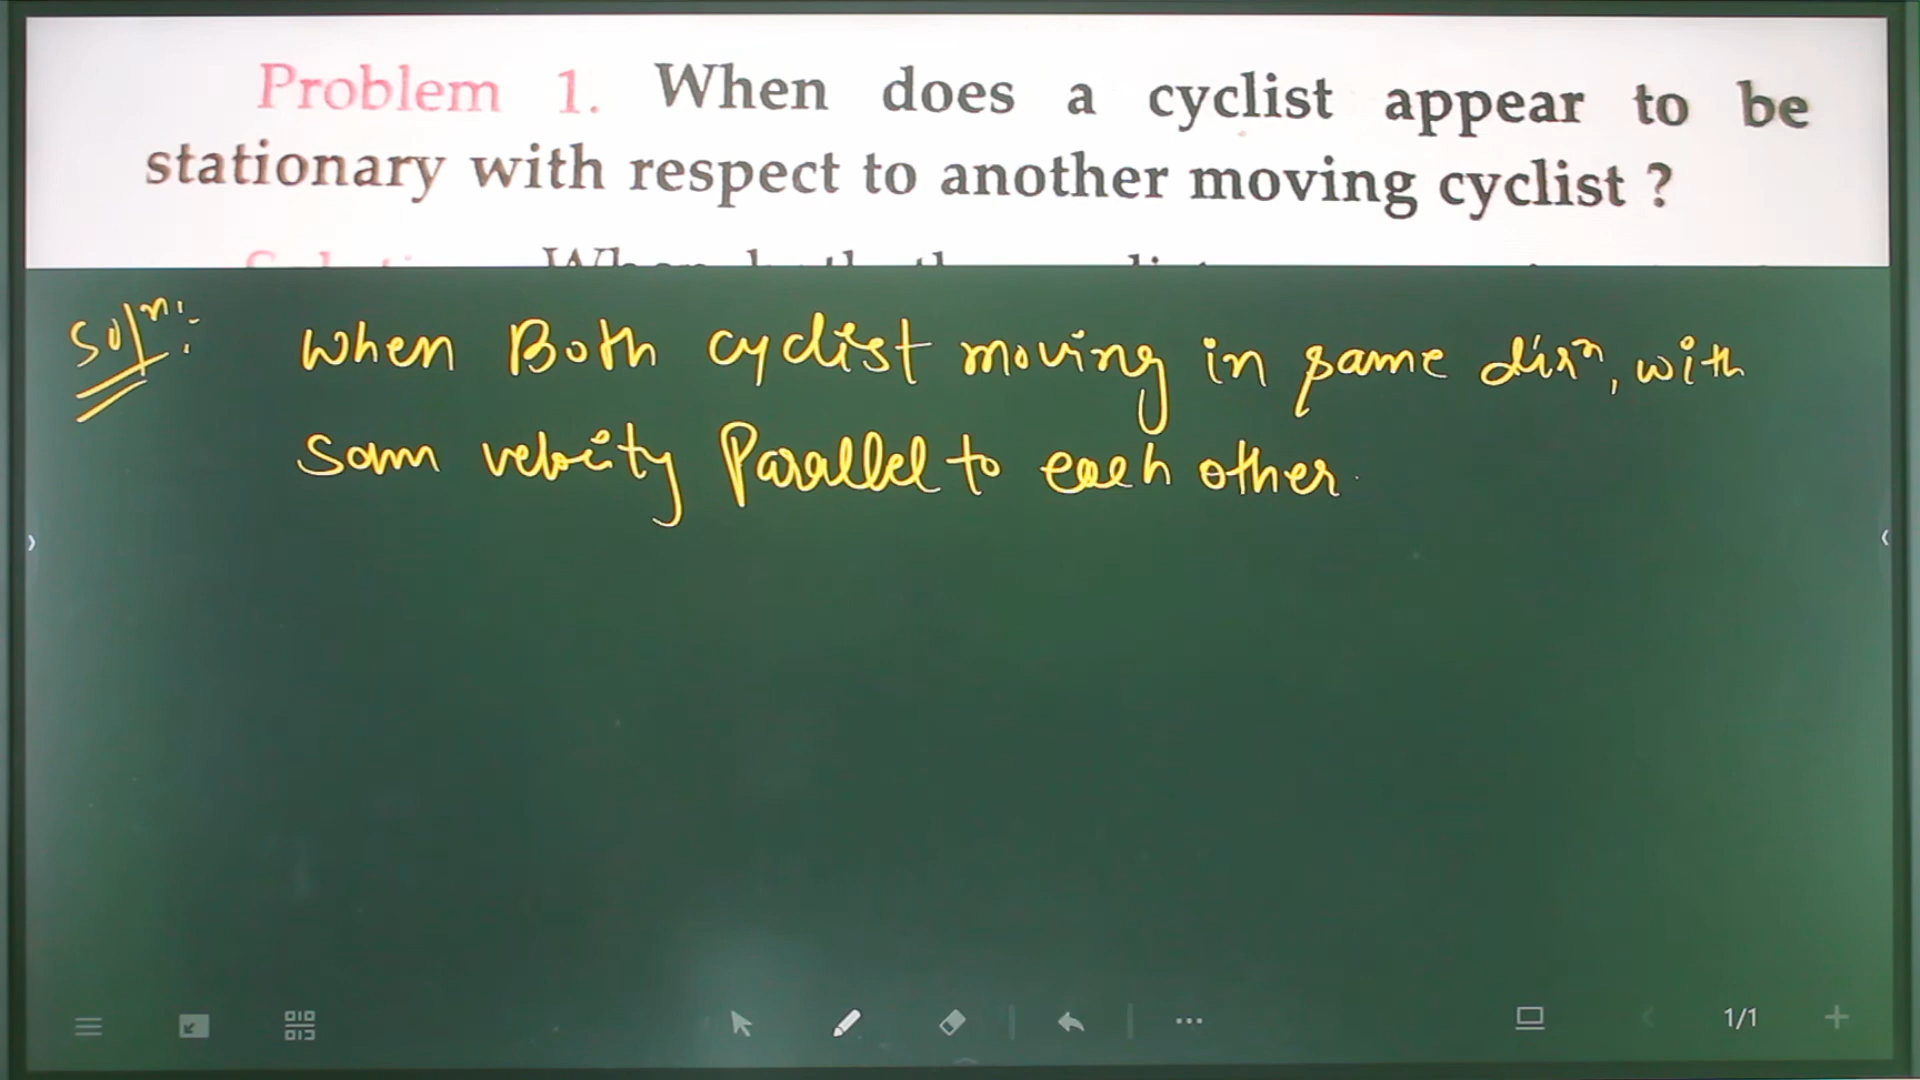 Problem 1. When does a cyclist appear to be
stationary with respect to another moving cyclist ?
Solⁿ:
When Both cyclist moving in same dirⁿ, with
Sam velocity Parallel to each other.
1/1